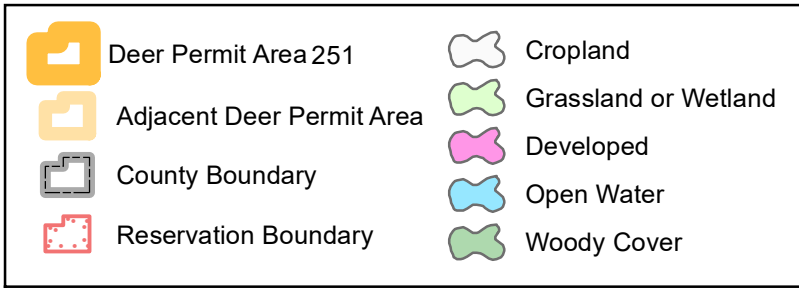 Deer Permit Area 251
Adjacent Deer Permit Area
County Boundary
Reservation Boundary
Cropland
Grassland or Wetland
Developed
Open Water
Woody Cover